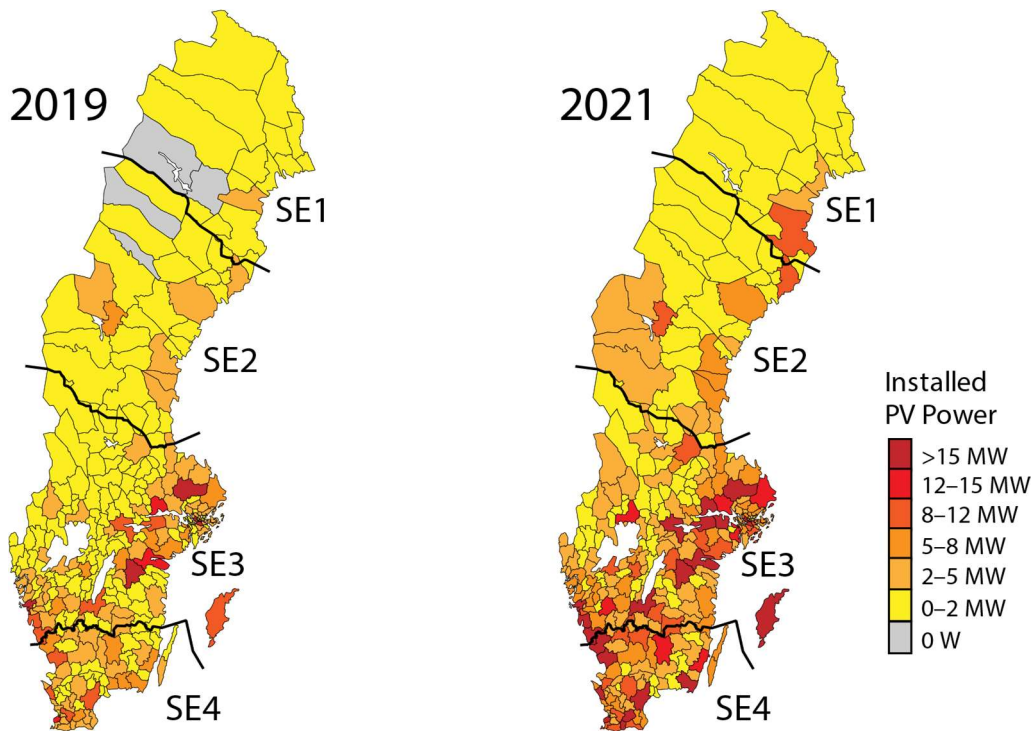 2019
SE1
SE2
SE3
SE4
2021
SE1
SE2
SE3
SE4
Installed
PV Power
>15 MW
12–15 MW
8–12 MW
5–8 MW
2–5 MW
0–2 MW
0 W